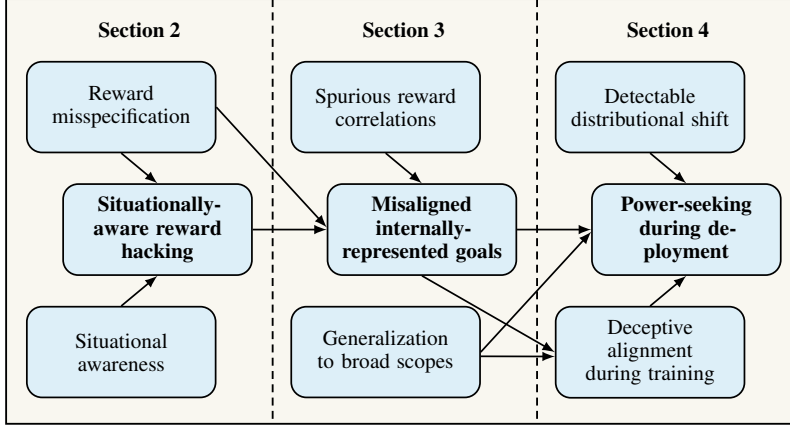 Section 2
Reward
misspecification
Situationally-
aware reward
hacking
Situational
awareness
Section 3
Spurious reward
correlations
Misaligned
internally-
represented goals
Generalization
to broad scopes
Section 4
Detectable
distributional shift
Power-seeking
during de-
ployment
Deceptive
alignment
during training